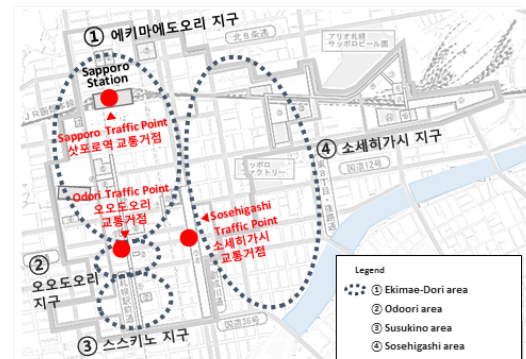 ① 에키마에도오리 지구
北8条通
アリオ札幌
サッポロビール園
Sapporo
Station
JR函館本線
Sapporo Traffic Point
삿포로역 교통거점
④ 소세히가시 지구
国道12号
サッポロ
ファクトリー
Odori Traffic Point
오오도오리
교통거점
Sosehigashi
Traffic Point
소세히가시
교통거점
②
오오도오리
지구
③ 스스키노 지구
国道36号
Legend
① Ekimae-Dori area
② Odoori area
③ Susukino area
④ Sosehigashi area